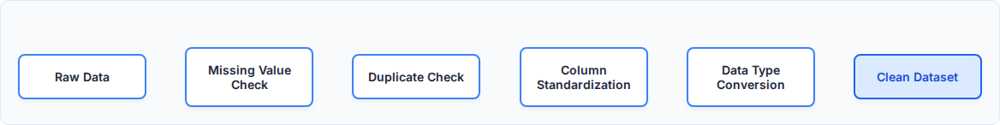 Raw Data
Missing Value
Check
Duplicate Check
Column
Standardization
Data Type
Conversion
Clean Dataset